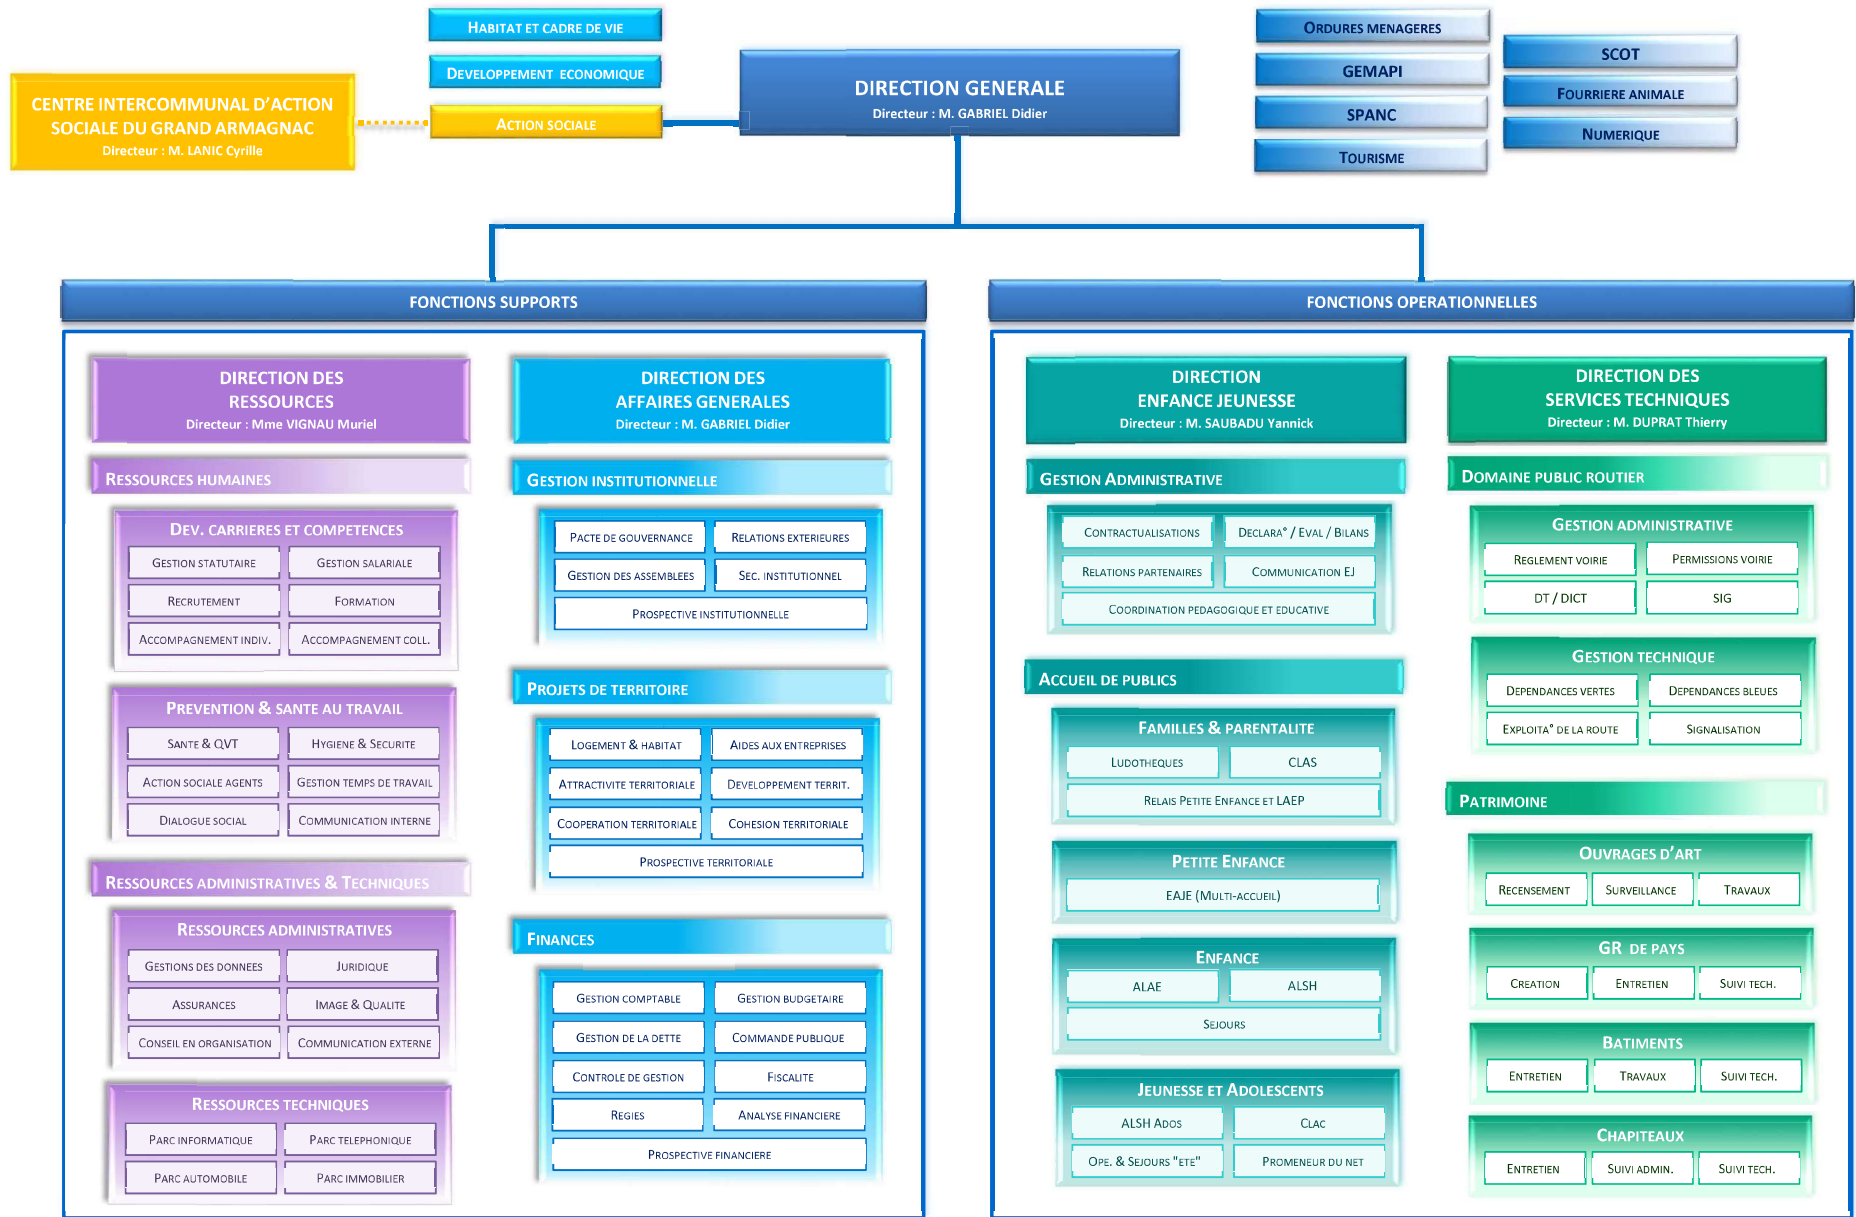 HABITAT ET CADRE DE VIE
DEVELOPPEMENT ECONOMIQUE
ACTION SOCIALE
CENTRE INTERCOMMUNAL D'ACTION
SOCIALE DU GRAND ARMAGNAC
Directeur : M. LANIC Cyrille
DIRECTION GENERALE
Directeur : M. GABRIEL Didier
ORDURES MENAGERES
GEMAPI
SPANC
TOURISME
SCOT
FOURRIERE ANIMALE
NUMERIQUE
FONCTIONS SUPPORTS
DIRECTION DES
RESSOURCES
Directeur : Mme VIGNAU Muriel
RESSOURCES HUMAINES
DEV. CARRIERES ET COMPETENCES
GESTION STATUTAIRE
GESTION SALARIALE
RECRUTEMENT
FORMATION
ACCOMPAGNEMENT INDIV.
ACCOMPAGNEMENT COLL.
PREVENTION & SANTE AU TRAVAIL
SANTE & QVT
HYGIENE & SECURITE
ACTION SOCIALE AGENTS
GESTION TEMPS DE TRAVAIL
DIALOGUE SOCIAL
COMMUNICATION INTERNE
RESSOURCES ADMINISTRATIVES & TECHNIQUES
RESSOURCES ADMINISTRATIVES
GESTIONS DES DONNEES
JURIDIQUE
ASSURANCES
IMAGE & QUALITE
CONSEIL EN ORGANISATION
COMMUNICATION EXTERNE
RESSOURCES TECHNIQUES
PARC INFORMATIQUE
PARC TELEPHONIQUE
PARC AUTOMOBILE
PARC IMMOBILIER
DIRECTION DES
AFFAIRES GENERALES
Directeur : M. GABRIEL Didier
GESTION INSTITUTIONNELLE
PACTE DE GOUVERNANCE
RELATIONS EXTERIEURES
GESTION DES ASSEMBLEES
SEC. INSTITUTIONNEL
PROSPECTIVE INSTITUTIONNELLE
PROJETS DE TERRITOIRE
LOGEMENT & HABITAT
AIDES AUX ENTREPRISES
ATTRACTIVITE TERRITORIALE
DEVELOPPEMENT TERRIT.
COOPERATION TERRITORIALE
COHESION TERRITORIALE
PROSPECTIVE TERRITORIALE
FINANCES
GESTION COMPTABLE
GESTION BUDGETAIRE
GESTION DE LA DETTE
COMMANDE PUBLIQUE
CONTROLE DE GESTION
FISCALITE
REGIES
ANALYSE FINANCIERE
PROSPECTIVE FINANCIERE
FONCTIONS OPERATIONNELLES
DIRECTION
ENFANCE JEUNESSE
Directeur : M. SAUBADU Yannick
GESTION ADMINISTRATIVE
CONTRACTUALISATIONS
DECLARA° / EVAL / BILANS
RELATIONS PARTENAIRES
COMMUNICATION EJ
COORDINATION PEDAGOGIQUE ET EDUCATIVE
ACCUEIL DE PUBLICS
FAMILLES & PARENTALITE
LUDOTHEQUES
CLAS
RELAIS PETITE ENFANCE ET LAEP
PETITE ENFANCE
EAJE (MULTI-ACCUEIL)
ENFANCE
ALAE
ALSH
SEJOURS
JEUNESSE ET ADOLESCENTS
ALSH ADOS
CLAC
OPE. & SEJOURS "ETE"
PROMENEUR DU NET
DIRECTION DES
SERVICES TECHNIQUES
Directeur : M. DUPRAT Thierry
DOMAINE PUBLIC ROUTIER
GESTION ADMINISTRATIVE
REGLEMENT VOIRIE
PERMISSIONS VOIRIE
DT / DICT
SIG
GESTION TECHNIQUE
DEPENDANCES VERTES
DEPENDANCES BLEUES
EXPLOITA° DE LA ROUTE
SIGNALISATION
PATRIMOINE
OUVRAGES D'ART
RECENSEMENT
SURVEILLANCE
TRAVAUX
GR DE PAYS
CREATION
ENTRETIEN
SUIVI TECH.
BATIMENTS
ENTRETIEN
TRAVAUX
SUIVI TECH.
CHAPITEAUX
ENTRETIEN
SUIVI ADMIN.
SUIVI TECH.